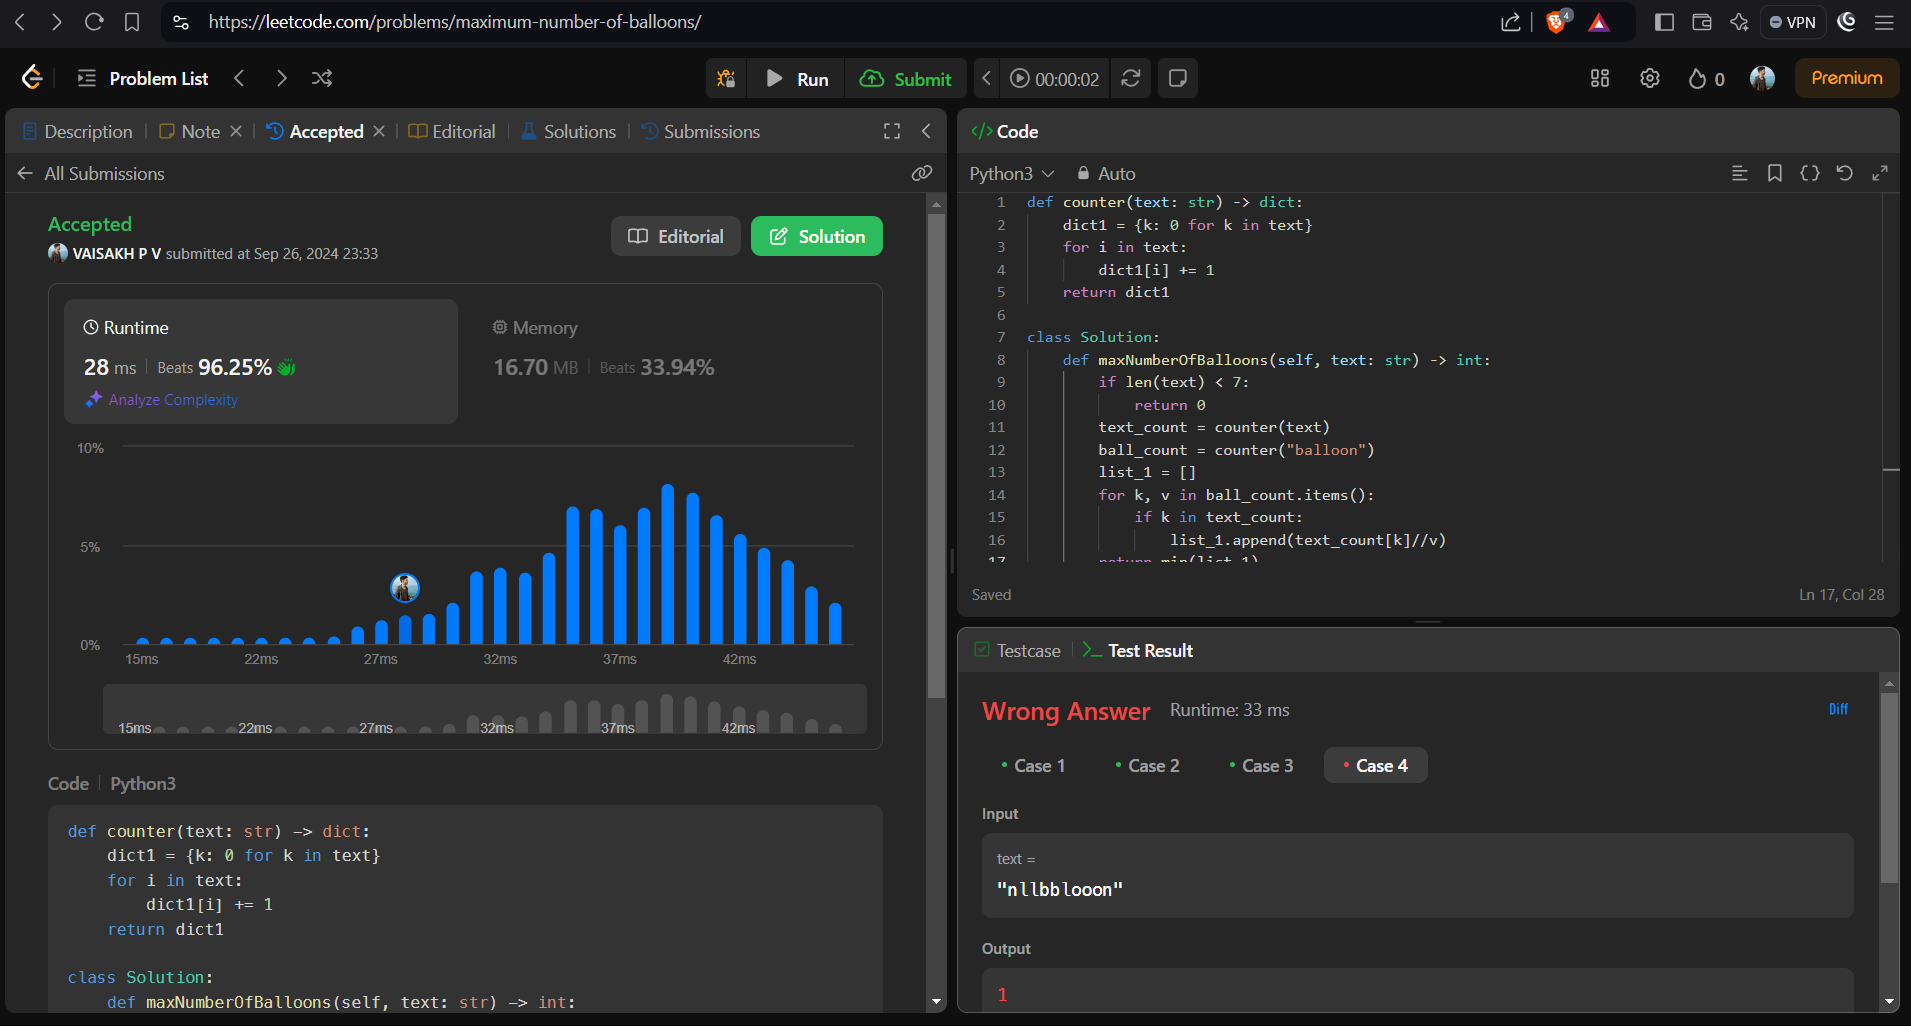 https://leetcode.com/problems/maximum-number-of-balloons/
4
VPN
Problem List
Run
Submit
00:00:02
0
Premium
Description
Note
Accepted
Editorial
Solutions
Submissions
All Submissions
Accepted
VAISAKH P V submitted at Sep 26, 2024 23:33
Editorial
Solution
Runtime
28 ms
Beats 96.25%
Analyze Complexity
Memory
16.70 MB
Beats 33.94%
10%
5%
0%
15ms 22ms 27ms 32ms 37ms 42ms
15ms 22ms 27ms 32ms 37ms 42ms
Code
Python3
def counter(text: str) -> dict:
    dict1 = {k: 0 for k in text}
    for i in text:
        dict1[i] += 1
    return dict1
class Solution:
    def maxNumberOfBalloons(self, text: str) -> int:
</> Code
Python3
Auto
1 def counter(text: str) -> dict:
2     dict1 = {k: 0 for k in text}
3     for i in text:
4         dict1[i] += 1
5     return dict1
6
7 class Solution:
8     def maxNumberOfBalloons(self, text: str) -> int:
9         if len(text) < 7:
10             return 0
11         text_count = counter(text)
12         ball_count = counter("balloon")
13         list_1 = []
14         for k, v in ball_count.items():
15             if k in text_count:
16                 list_1.append(text_count[k]//v)
17         return min(list_1)
Saved
Ln 17, Col 28
Testcase
Test Result
Wrong Answer
Runtime: 33 ms
Diff
Case 1
Case 2
Case 3
Case 4
Input
text =
"nllbblooon"
Output
1